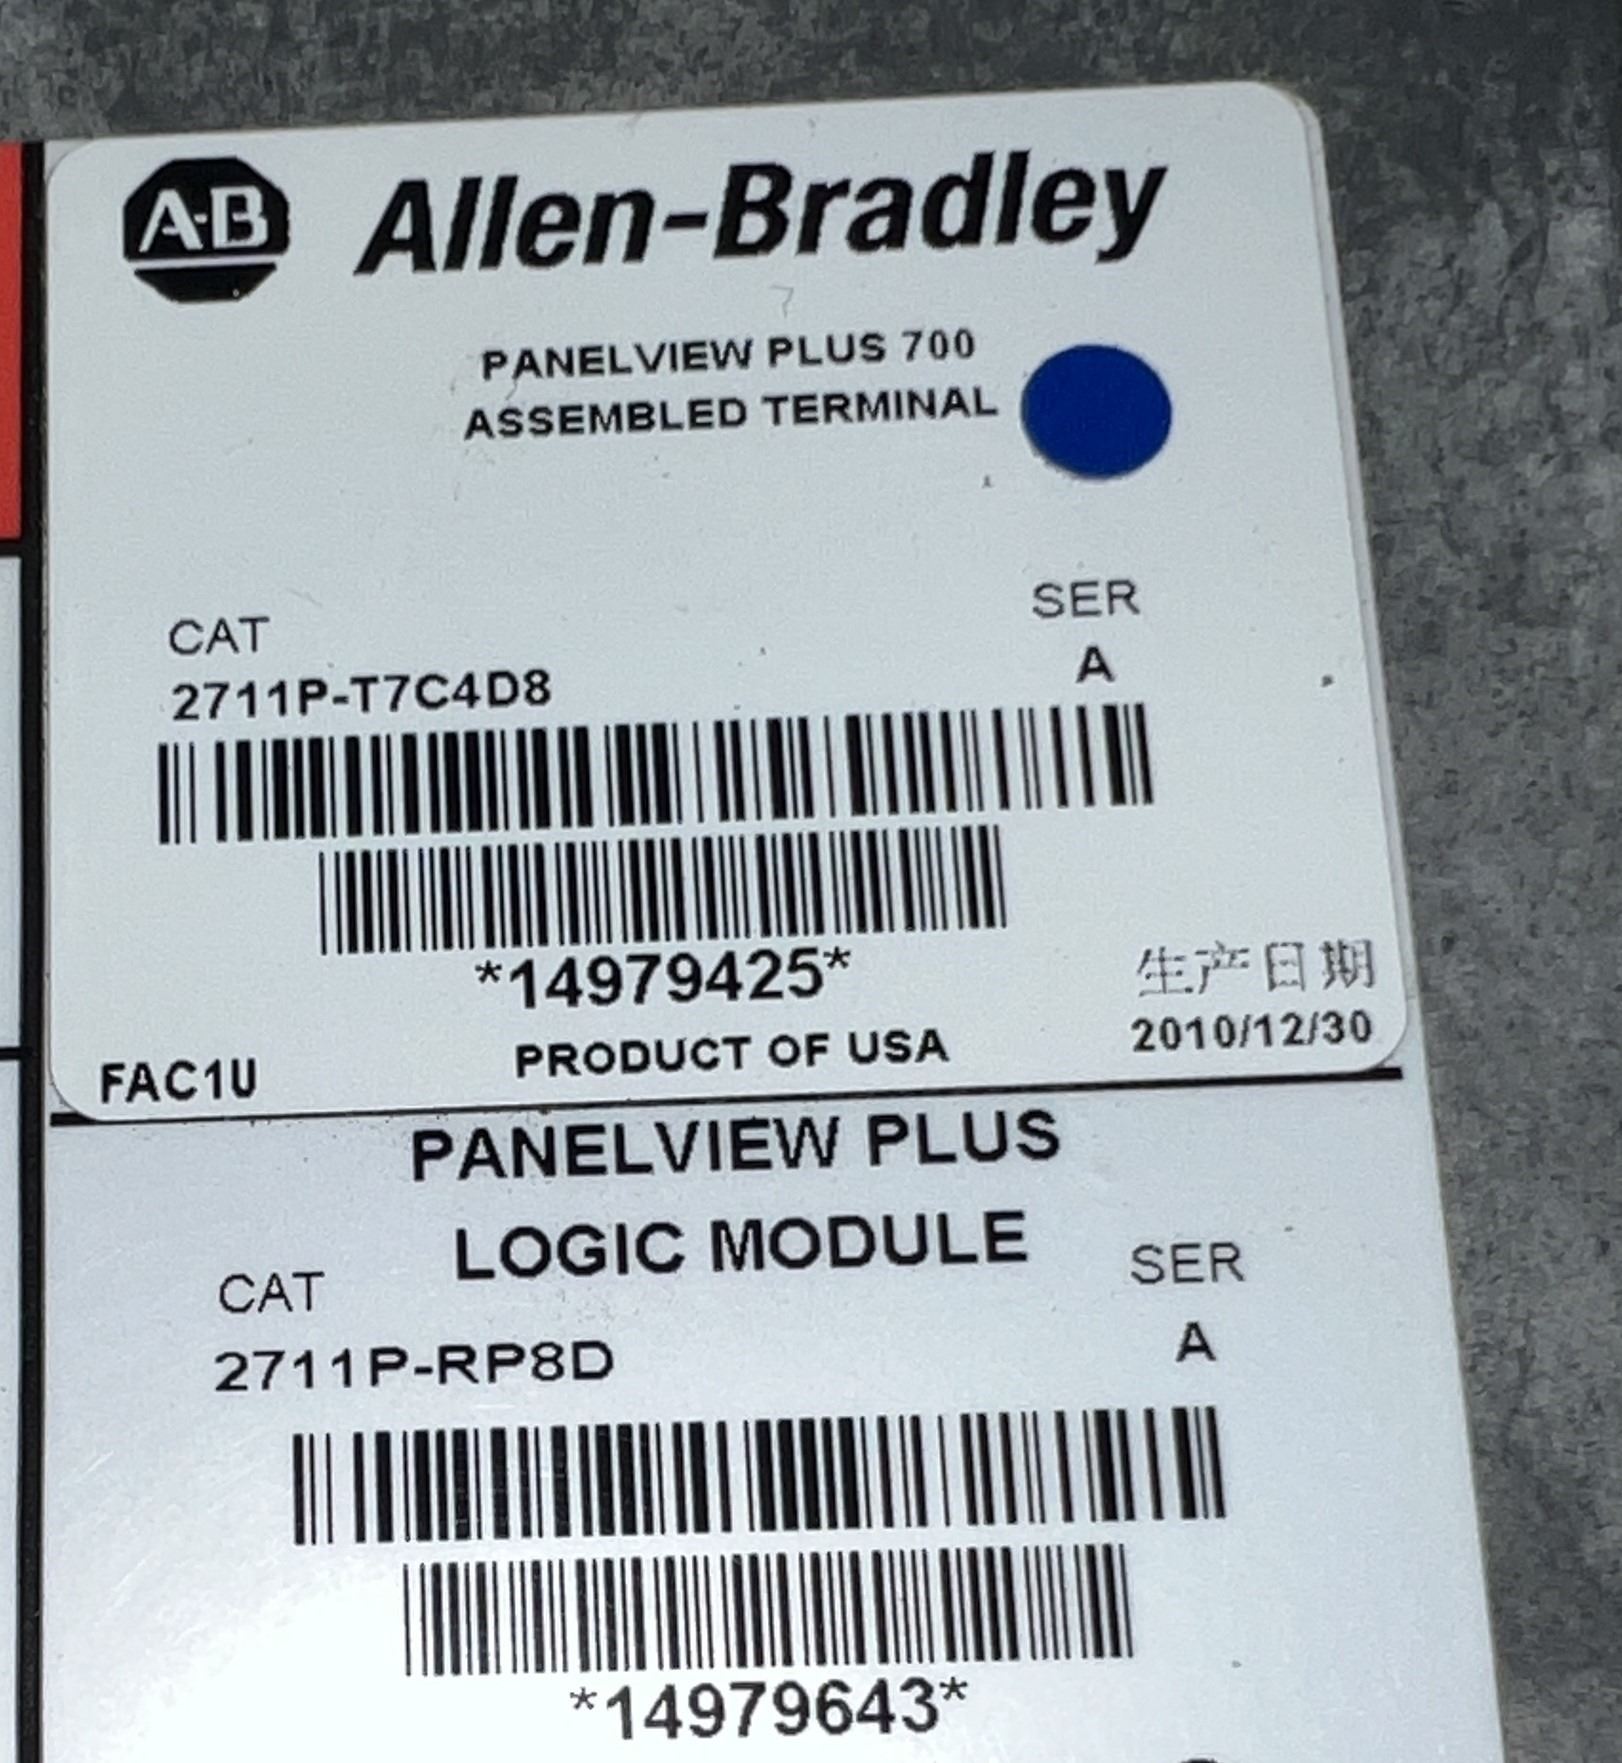 A-B Allen-Bradley
PANELVIEW PLUS 700
ASSEMBLED TERMINAL
CAT SER
2711P-T7C4D8 A
*14979425*
生产日期
2010/12/30
FAC1U PRODUCT OF USA
PANELVIEW PLUS
LOGIC MODULE
CAT SER
2711P-RP8D A
*14979643*